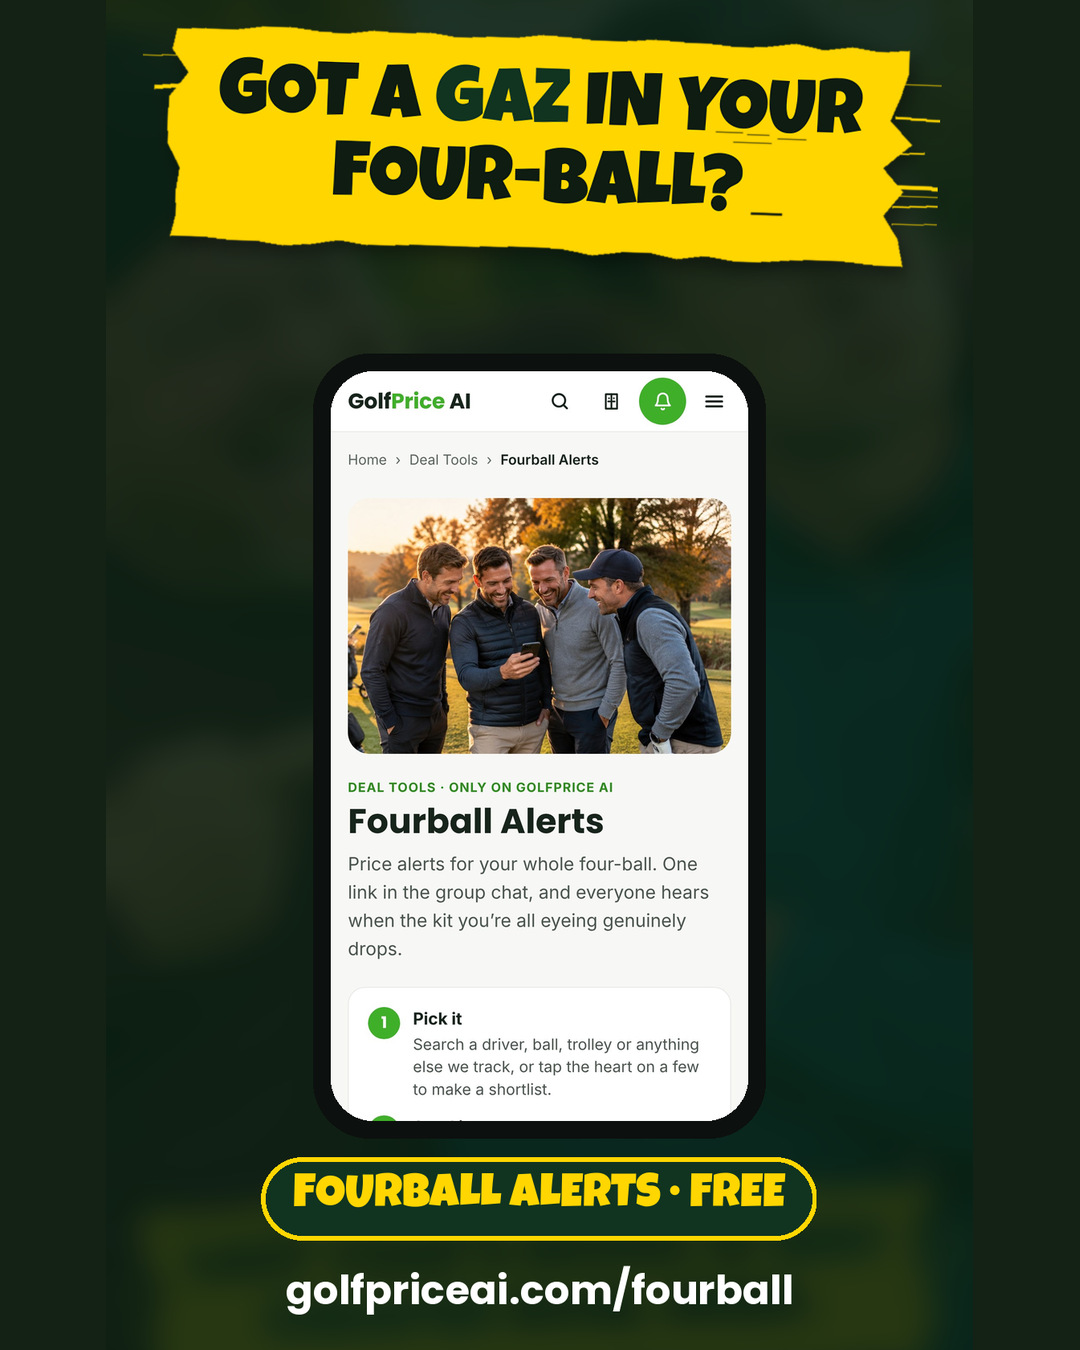 GOT A GAZ IN YOUR
FOUR-BALL?
GolfPrice AI
Home › Deal Tools › Fourball Alerts
DEAL TOOLS · ONLY ON GOLFPRICE AI
Fourball Alerts
Price alerts for your whole four-ball. One
link in the group chat, and everyone hears
when the kit you're all eyeing genuinely
drops.
1 Pick it
Search a driver, ball, trolley or anything
else we track, or tap the heart on a few
to make a shortlist.
FOURBALL ALERTS · FREE
golfpriceai.com/fourball